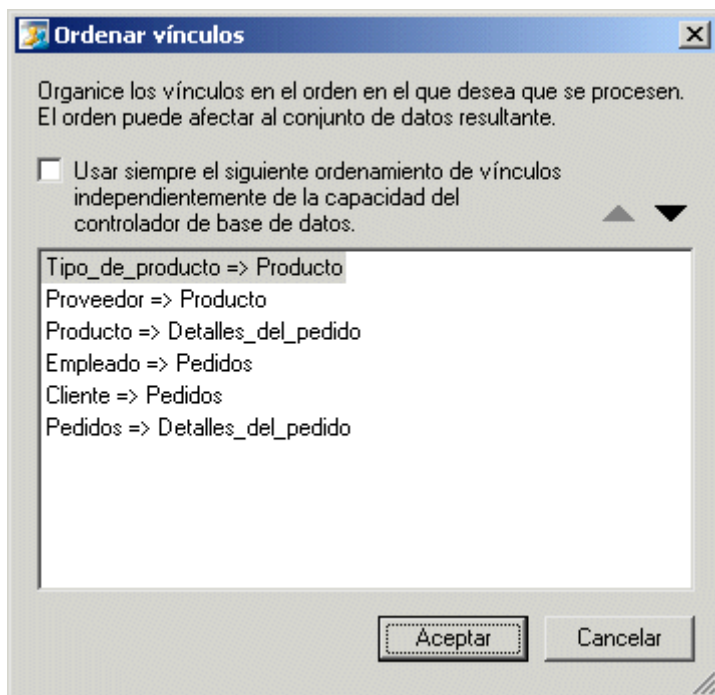 Ordenar vínculos
Organice los vínculos en el orden en el que desea que se procesen.
El orden puede afectar al conjunto de datos resultante.
Usar siempre el siguiente ordenamiento de vínculos
independientemente de la capacidad del
controlador de base de datos.
Tipo_de_producto => Producto
Proveedor => Producto
Producto => Detalles_del_pedido
Empleado => Pedidos
Cliente => Pedidos
Pedidos => Detalles_del_pedido
Aceptar
Cancelar